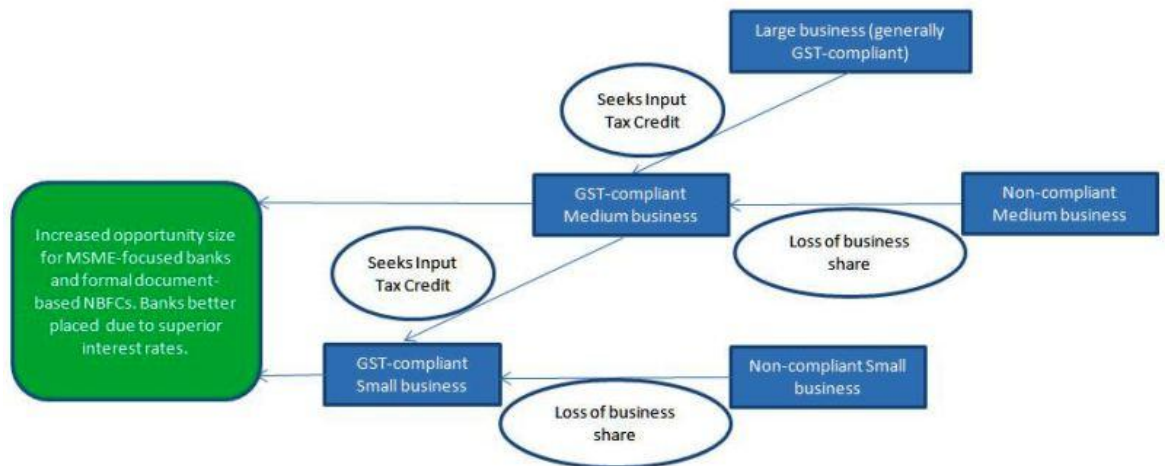 Large business (generally
GST-compliant)
Seeks Input
Tax Credit
GST-compliant
Medium business
Non-compliant
Medium business
Loss of business
share
Increased opportunity size
for MSME-focused banks
and formal document-
based NBFCs. Banks better
placed due to superior
interest rates.
Seeks Input
Tax Credit
GST-compliant
Small business
Non-compliant Small
business
Loss of business
share